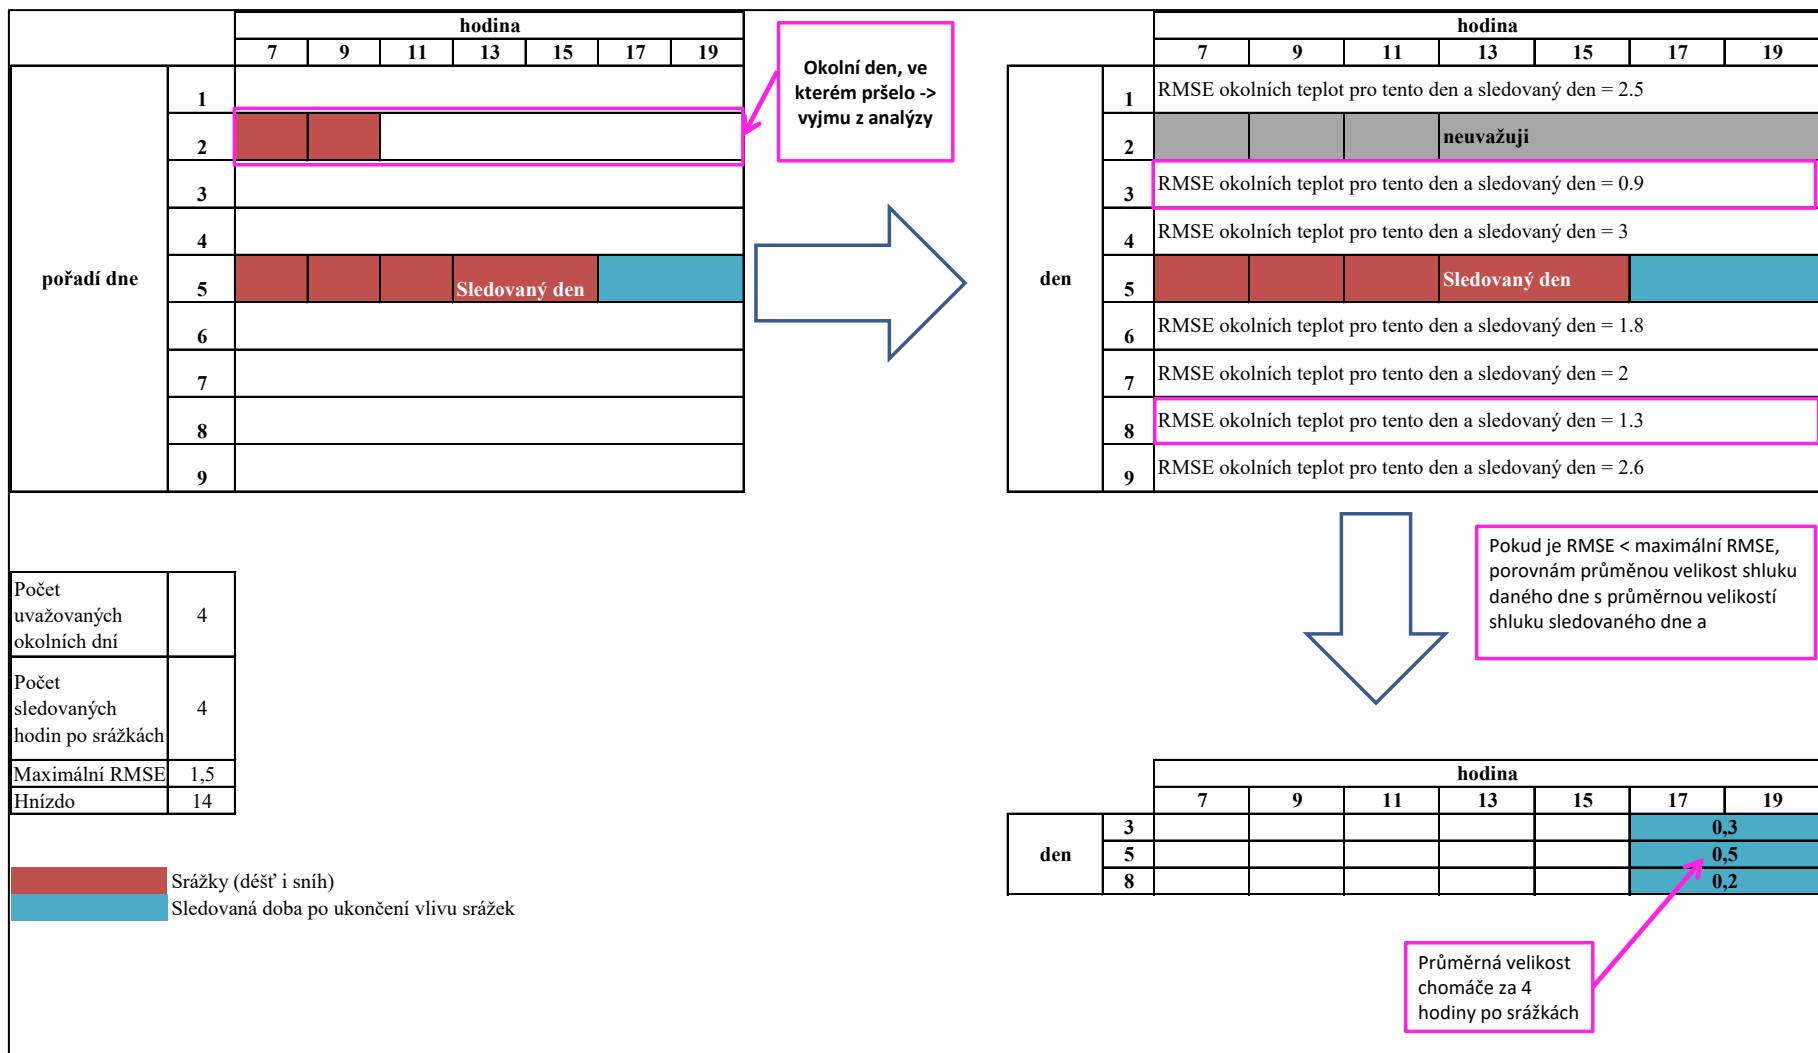 hodina
7 9 11 13 15 17 19
pořadí dne
1
2
3
4
5 Sledovaný den
6
7
8
9
Okolní den, ve
kterém pršelo ->
vyjmu z analýzy
hodina
7 9 11 13 15 17 19
den
1 RMSE okolních teplot pro tento den a sledovaný den = 2.5
2 neuvažuji
3 RMSE okolních teplot pro tento den a sledovaný den = 0.9
4 RMSE okolních teplot pro tento den a sledovaný den = 3
5 Sledovaný den
6 RMSE okolních teplot pro tento den a sledovaný den = 1.8
7 RMSE okolních teplot pro tento den a sledovaný den = 2
8 RMSE okolních teplot pro tento den a sledovaný den = 1.3
9 RMSE okolních teplot pro tento den a sledovaný den = 2.6
Pokud je RMSE < maximální RMSE,
porovnám průměnou velikost shluku
daného dne s průměrnou velikostí
shluku sledovaného dne a
Počet
uvažovaných
okolních dní
4
Počet
sledovaných
hodin po srážkách
4
Maximální RMSE 1,5
Hnízdo 14
Srážky (déšť i sníh)
Sledovaná doba po ukončení vlivu srážek
hodina
7 9 11 13 15 17 19
den
3 0,3
5 0,5
8 0,2
Průměrná velikost
chomáče za 4
hodiny po srážkách